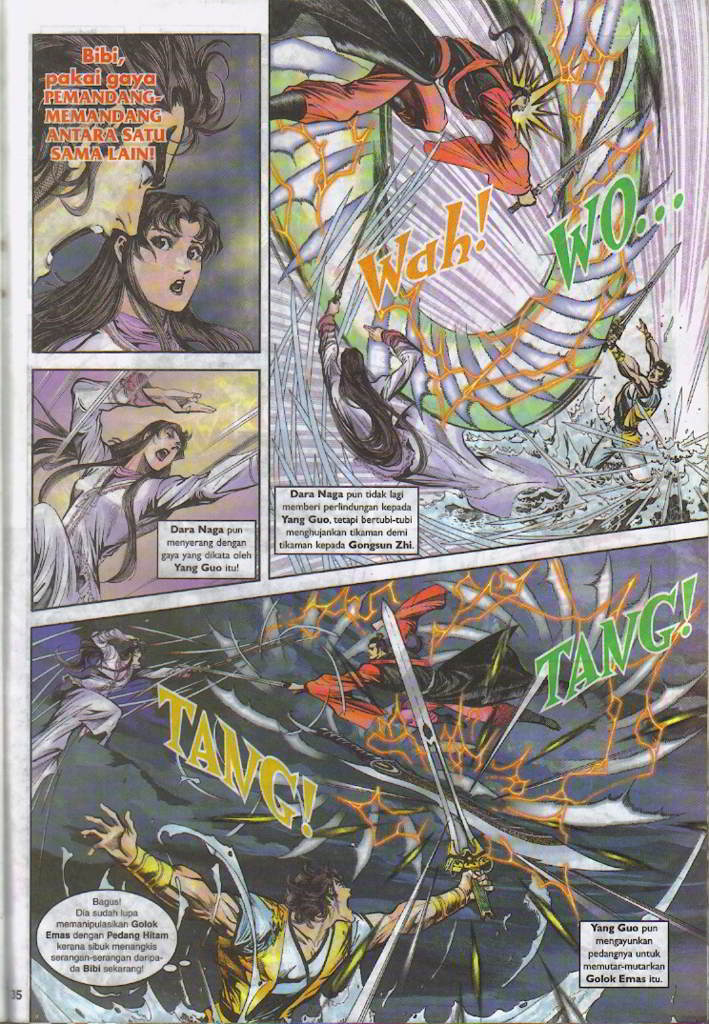 Bibi,
pakai gaya
PEMANDANG-
MEMANDANG
ANTARA SATU
SAMA LAIN!
Wah!
WO...
Dara Naga pun
menyerang dengan
gaya yang dikata oleh
Yang Guo itu!
Dara Naga pun tidak lagi
memberi perlindungan kepada
Yang Guo, tetapi bertubi-tubi
menghujankan tikaman demi
tikaman kepada Gongsun Zhi.
TANG!
TANG!
Bagus!
Dia sudah lupa
memanipulasikan Golok
Emas dengan Pedang Hitam
kerana sibuk menangkis
serangan-serangan daripa-
da Bibi sekarang!
Yang Guo pun
mengayunkan
pedangnya untuk
memutar-mutarkan
Golok Emas itu.
35